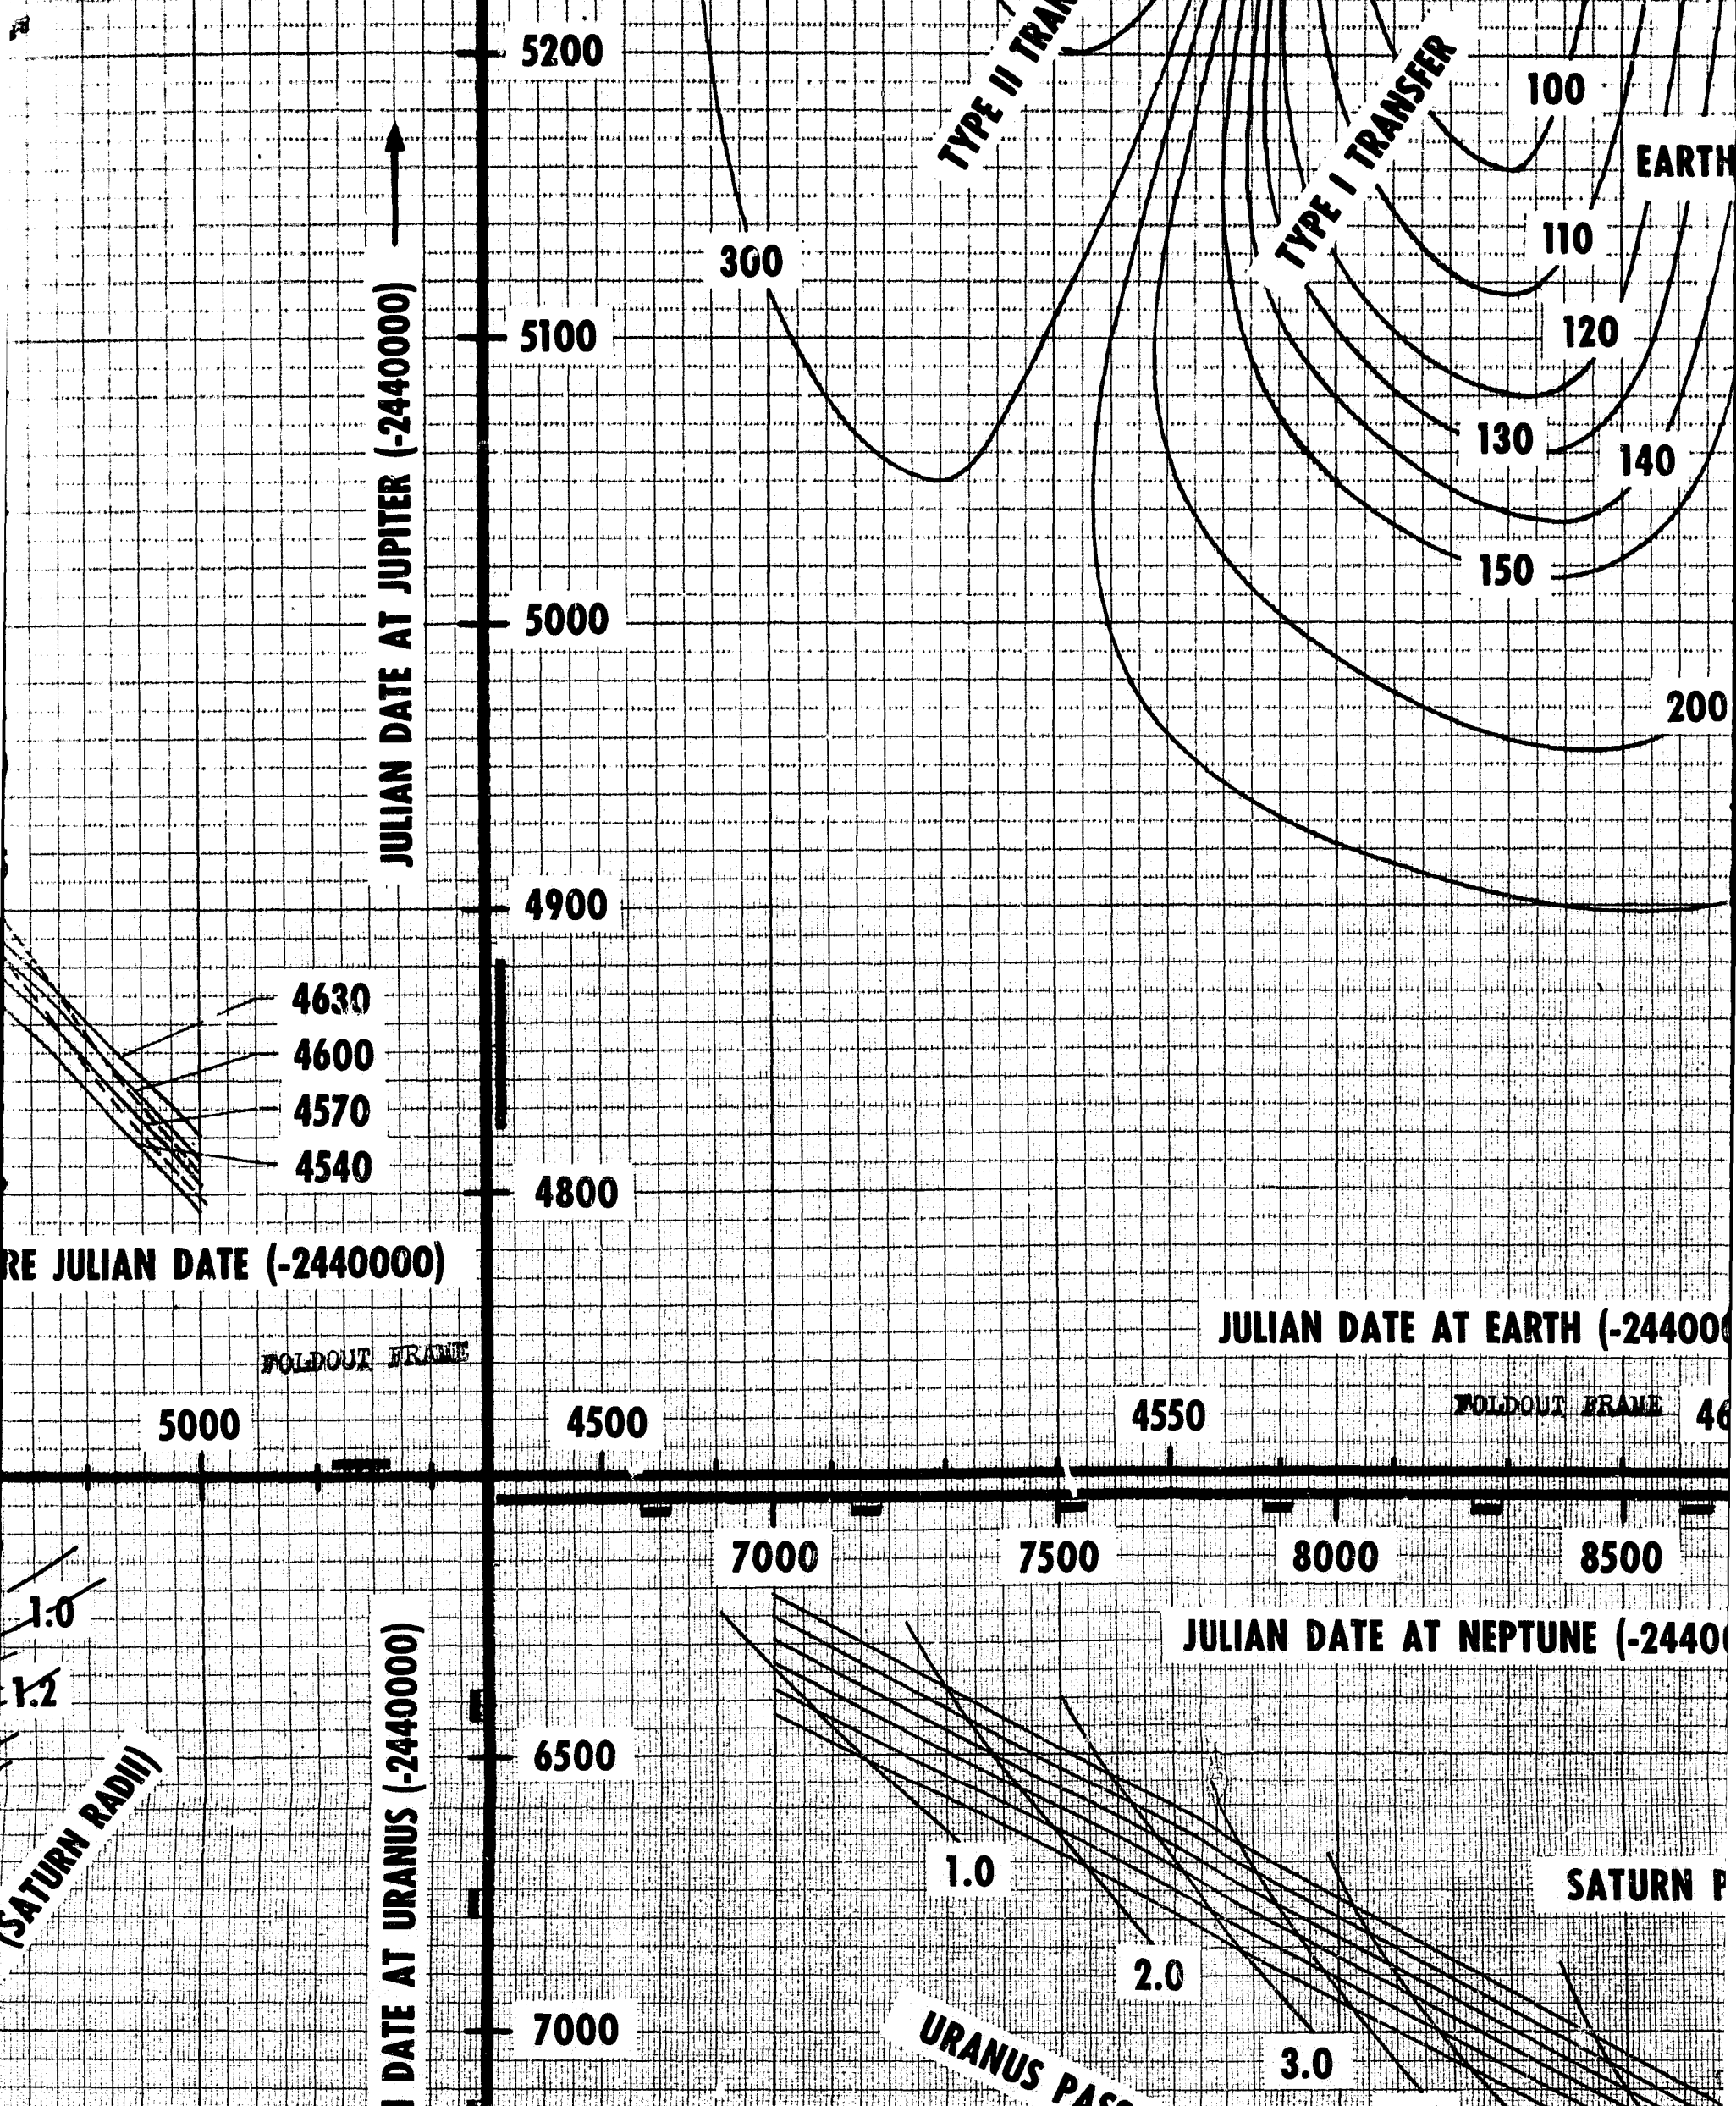 5200
TYPE II
TYPE I TRANSFER
100
EARTH
110
300
120
5100
130
140
150
JULIAN DATE AT JUPITER (-2440000)
5000
200
4900
4630
4600
4570
4540
4800
RE JULIAN DATE (-2440000)
JULIAN DATE AT EARTH (-244000
FOLDOUT FRAME
FOLDOUT FRAME
5000
4500
4550
46
7000
7500
8000
8500
1.0
JULIAN DATE AT NEPTUNE (-24400
1.2
6500
(SATURN RADII)
DATE AT URANUS (-2440000)
1.0
SATURN P
2.0
7000
URANUS
3.0